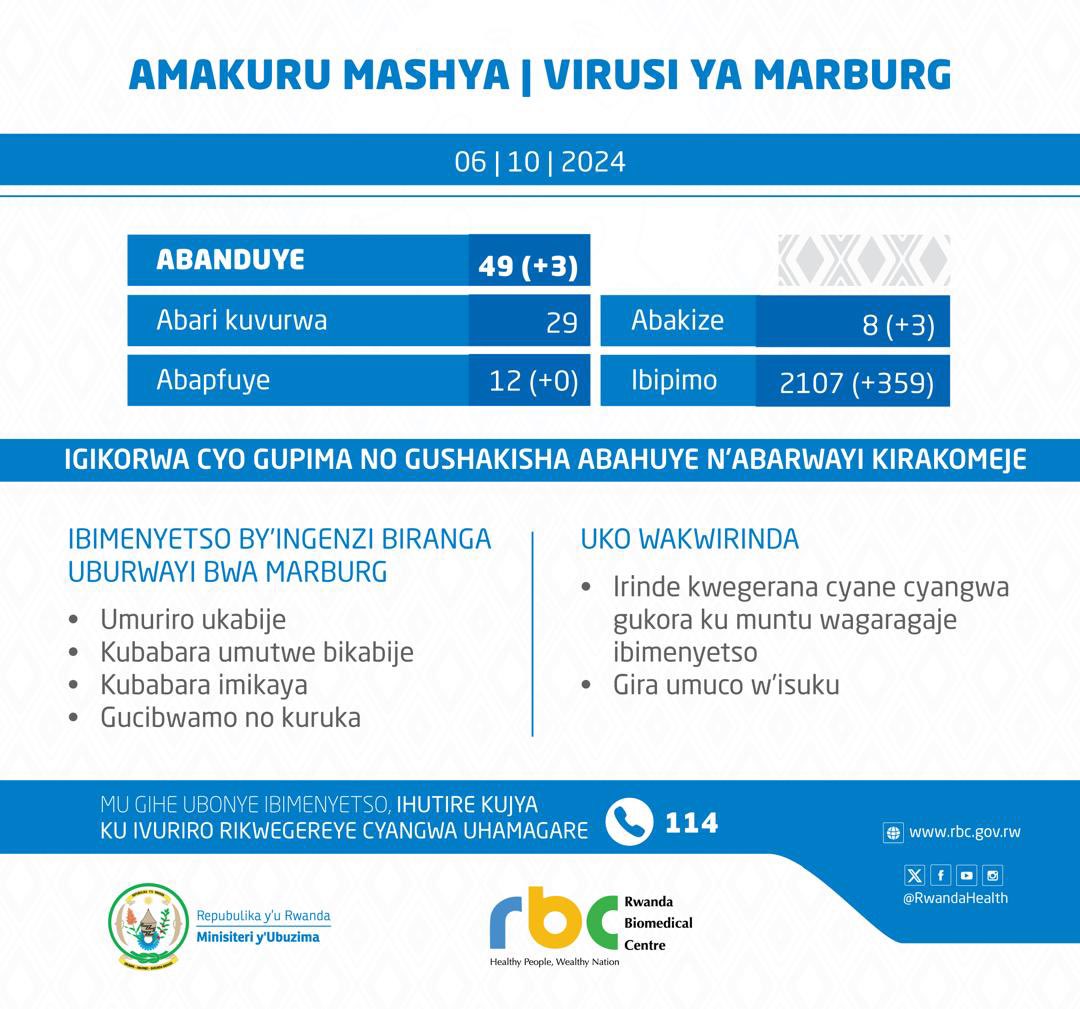 AMAKURU MASHYA | VIRUSI YA MARBURG
06 | 10 | 2024
ABANDUYE 49 (+3)
Abari kuvurwa 29
Abakize 8 (+3)
Abapfuye 12 (+0)
Ibipimo 2107 (+359)
IGIKORWA CYO GUPIMA NO GUSHAKISHA ABAHUYE N'ABARWAYI KIRAKOMEJE
IBIMENYETSO BY'INGENZI BIRANGA
UBURWAYI BWA MARBURG
• Umuriro ukabije
• Kubabara umutwe bikabije
• Kubabara imikaya
• Gucibwamo no kuruka
UKO WAKWIRINDA
• Irinde kwegerana cyane cyangwa
gukora ku muntu wagaragaje
ibimenyetso
• Gira umuco w'isuku
MU GIHE UBONYE IBIMENYETSO, IHUTIRE KUJYA
KU IVURIRO RIKWEGEREYE CYANGWA UHAMAGARE
114
www.rbc.gov.rw
@RwandaHealth
Repubulika y'u Rwanda
Minisiteri y'Ubuzima
rbc
Rwanda
Biomedical
Centre
Healthy People, Wealthy Nation